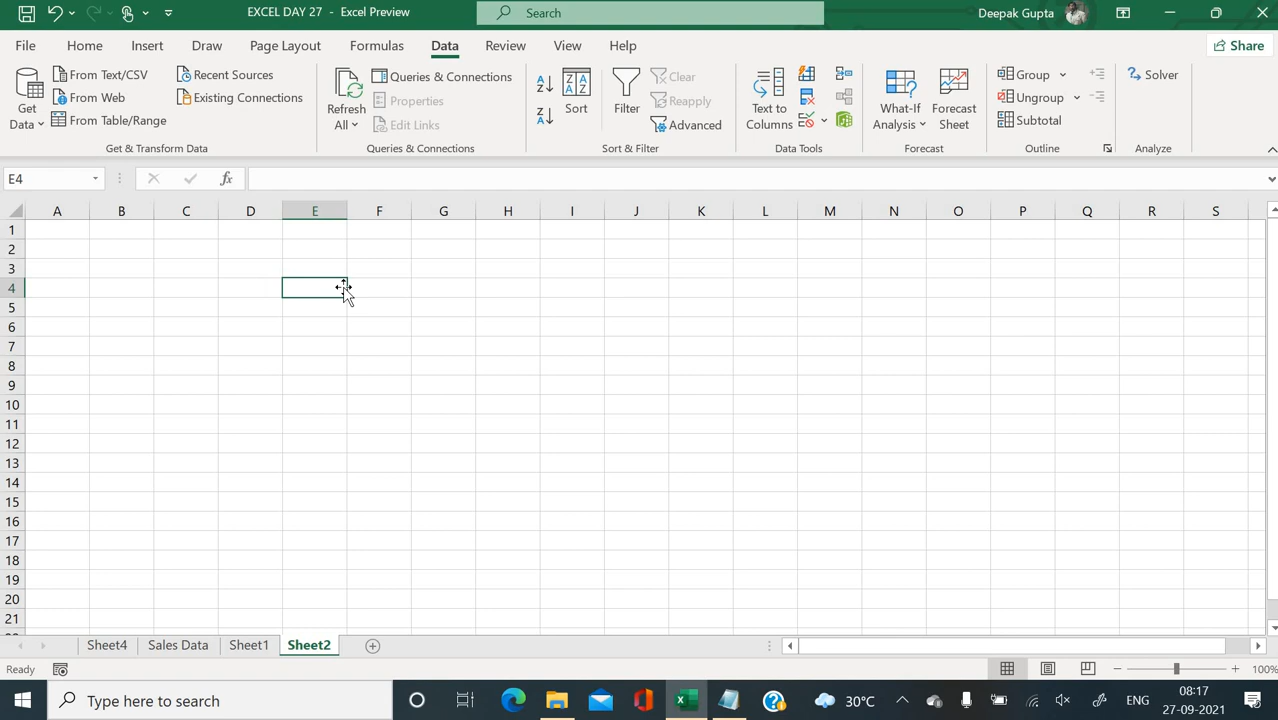 EXCEL DAY 27 - Excel Preview
Search
Deepak Gupta
File Home Insert Draw Page Layout Formulas Data Review View Help
Share
Get Data
From Text/CSV
From Web
From Table/Range
Recent Sources
Existing Connections
Get & Transform Data
Refresh All
Queries & Connections
Properties
Edit Links
Queries & Connections
Sort
Filter
Clear
Reapply
Advanced
Sort & Filter
Text to Columns
Data Tools
What-If Analysis
Forecast Sheet
Forecast
Group
Ungroup
Subtotal
Outline
Solver
Analyze
E4
fx
A B C D E F G H I J K L M N O P Q R S
1
2
3
4
5
6
7
8
9
10
11
12
13
14
15
16
17
18
19
20
21
Sheet4 Sales Data Sheet1 Sheet2
Ready
100%
Type here to search
30°C
ENG
08:17
27-09-2021